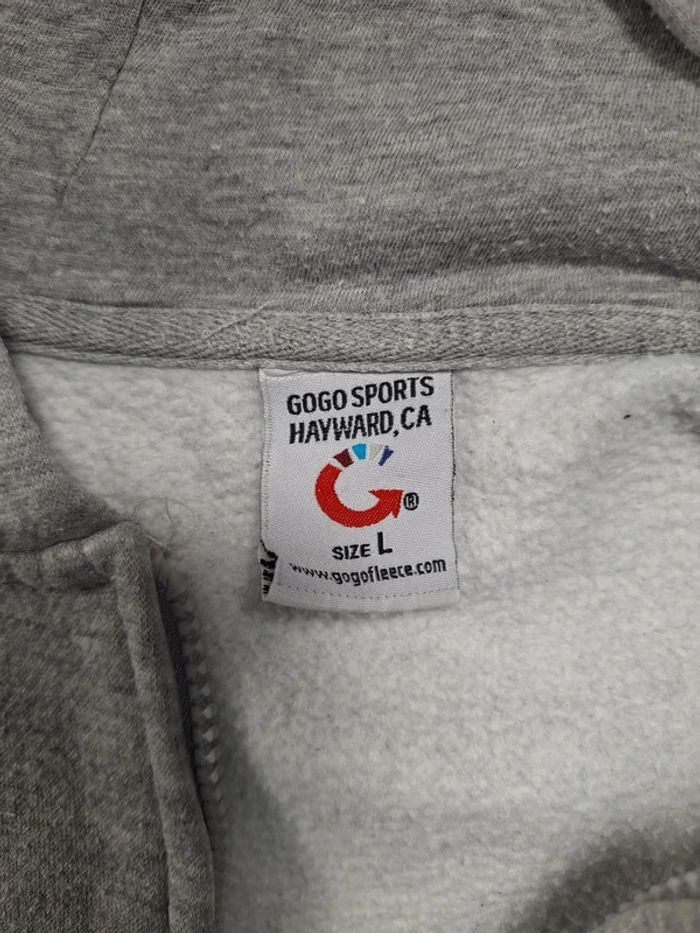 GOGO SPORTS
HAYWARD, CA
®
SIZE L
www.gogofleece.com